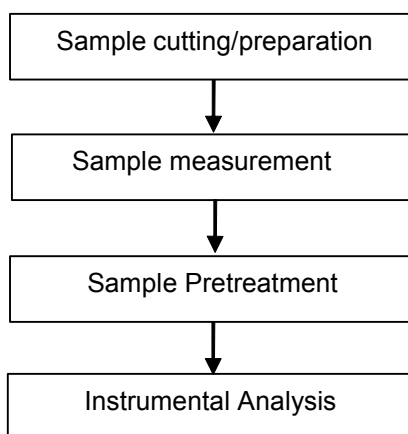 Sample cutting/preparation
Sample measurement
Sample Pretreatment
Instrumental Analysis